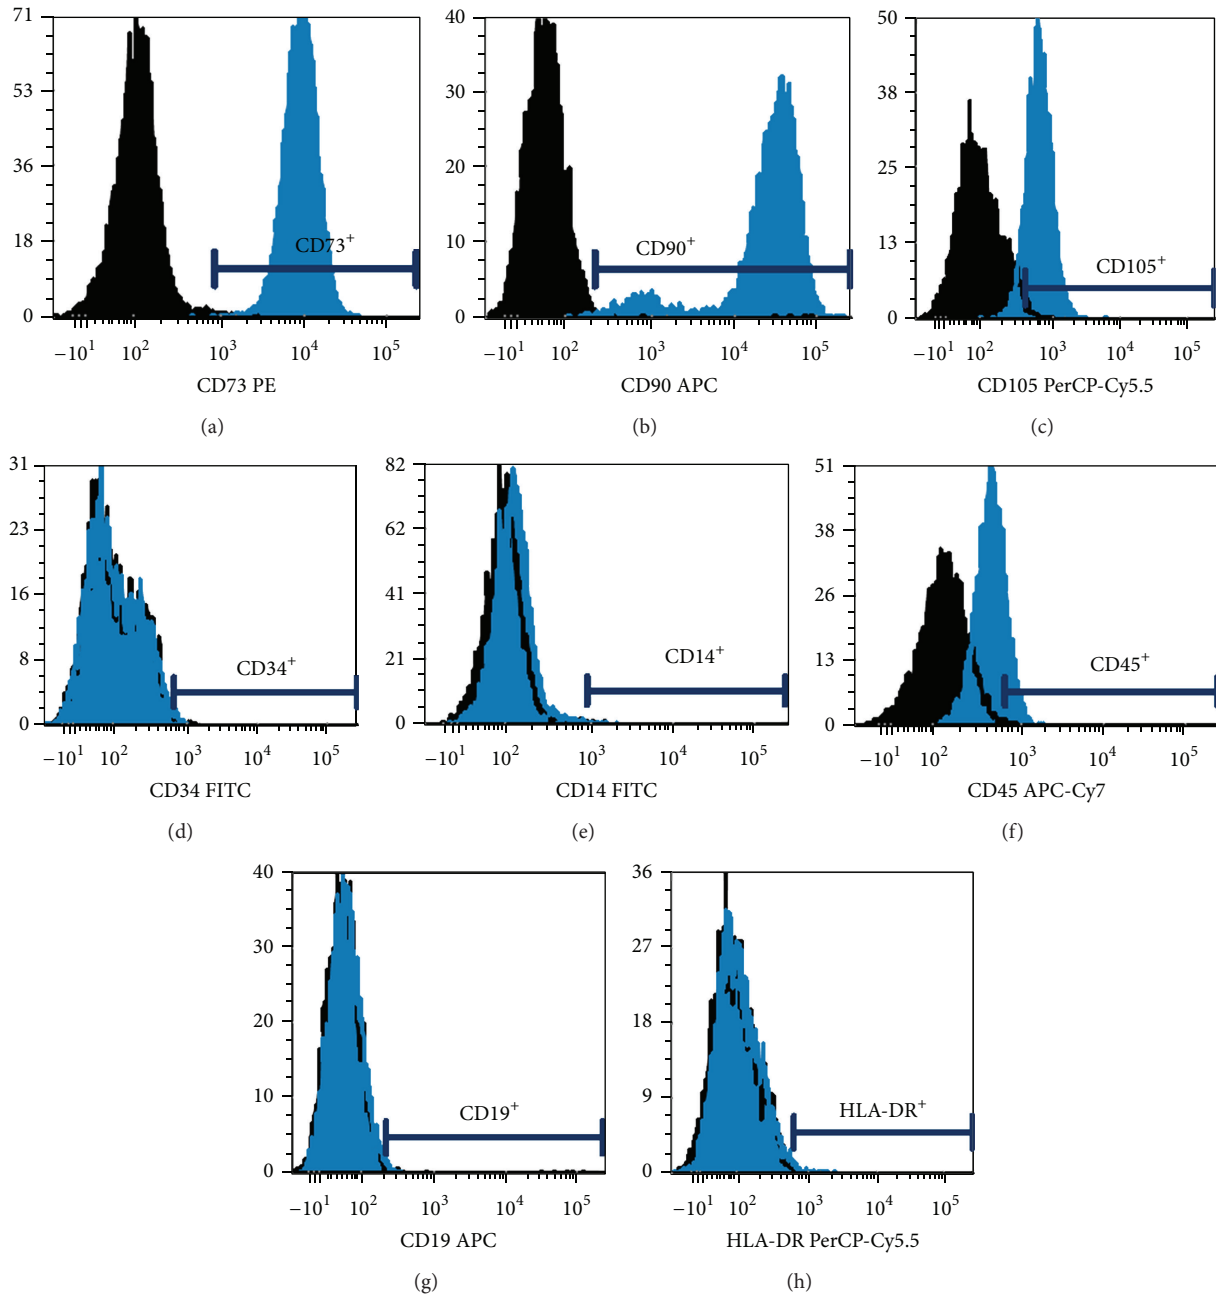 71
53
36
18
0
CD73+
−10¹ 10² 10³ 10⁴ 10⁵
CD73 PE
(a)
40
30
20
10
0
CD90+
−10¹ 10² 10³ 10⁴ 10⁵
CD90 APC
(b)
50
38
25
13
0
CD105+
−10¹ 10² 10³ 10⁴ 10⁵
CD105 PerCP-Cy5.5
(c)
31
23
16
8
0
CD34+
−10¹ 10² 10³ 10⁴ 10⁵
CD34 FITC
(d)
82
62
41
21
0
CD14+
−10¹ 10² 10³ 10⁴ 10⁵
CD14 FITC
(e)
51
38
26
13
0
CD45+
−10¹ 10² 10³ 10⁴ 10⁵
CD45 APC-Cy7
(f)
40
30
20
10
0
CD19+
−10¹ 10² 10³ 10⁴ 10⁵
CD19 APC
(g)
36
27
18
9
0
HLA-DR+
−10¹ 10² 10³ 10⁴ 10⁵
HLA-DR PerCP-Cy5.5
(h)